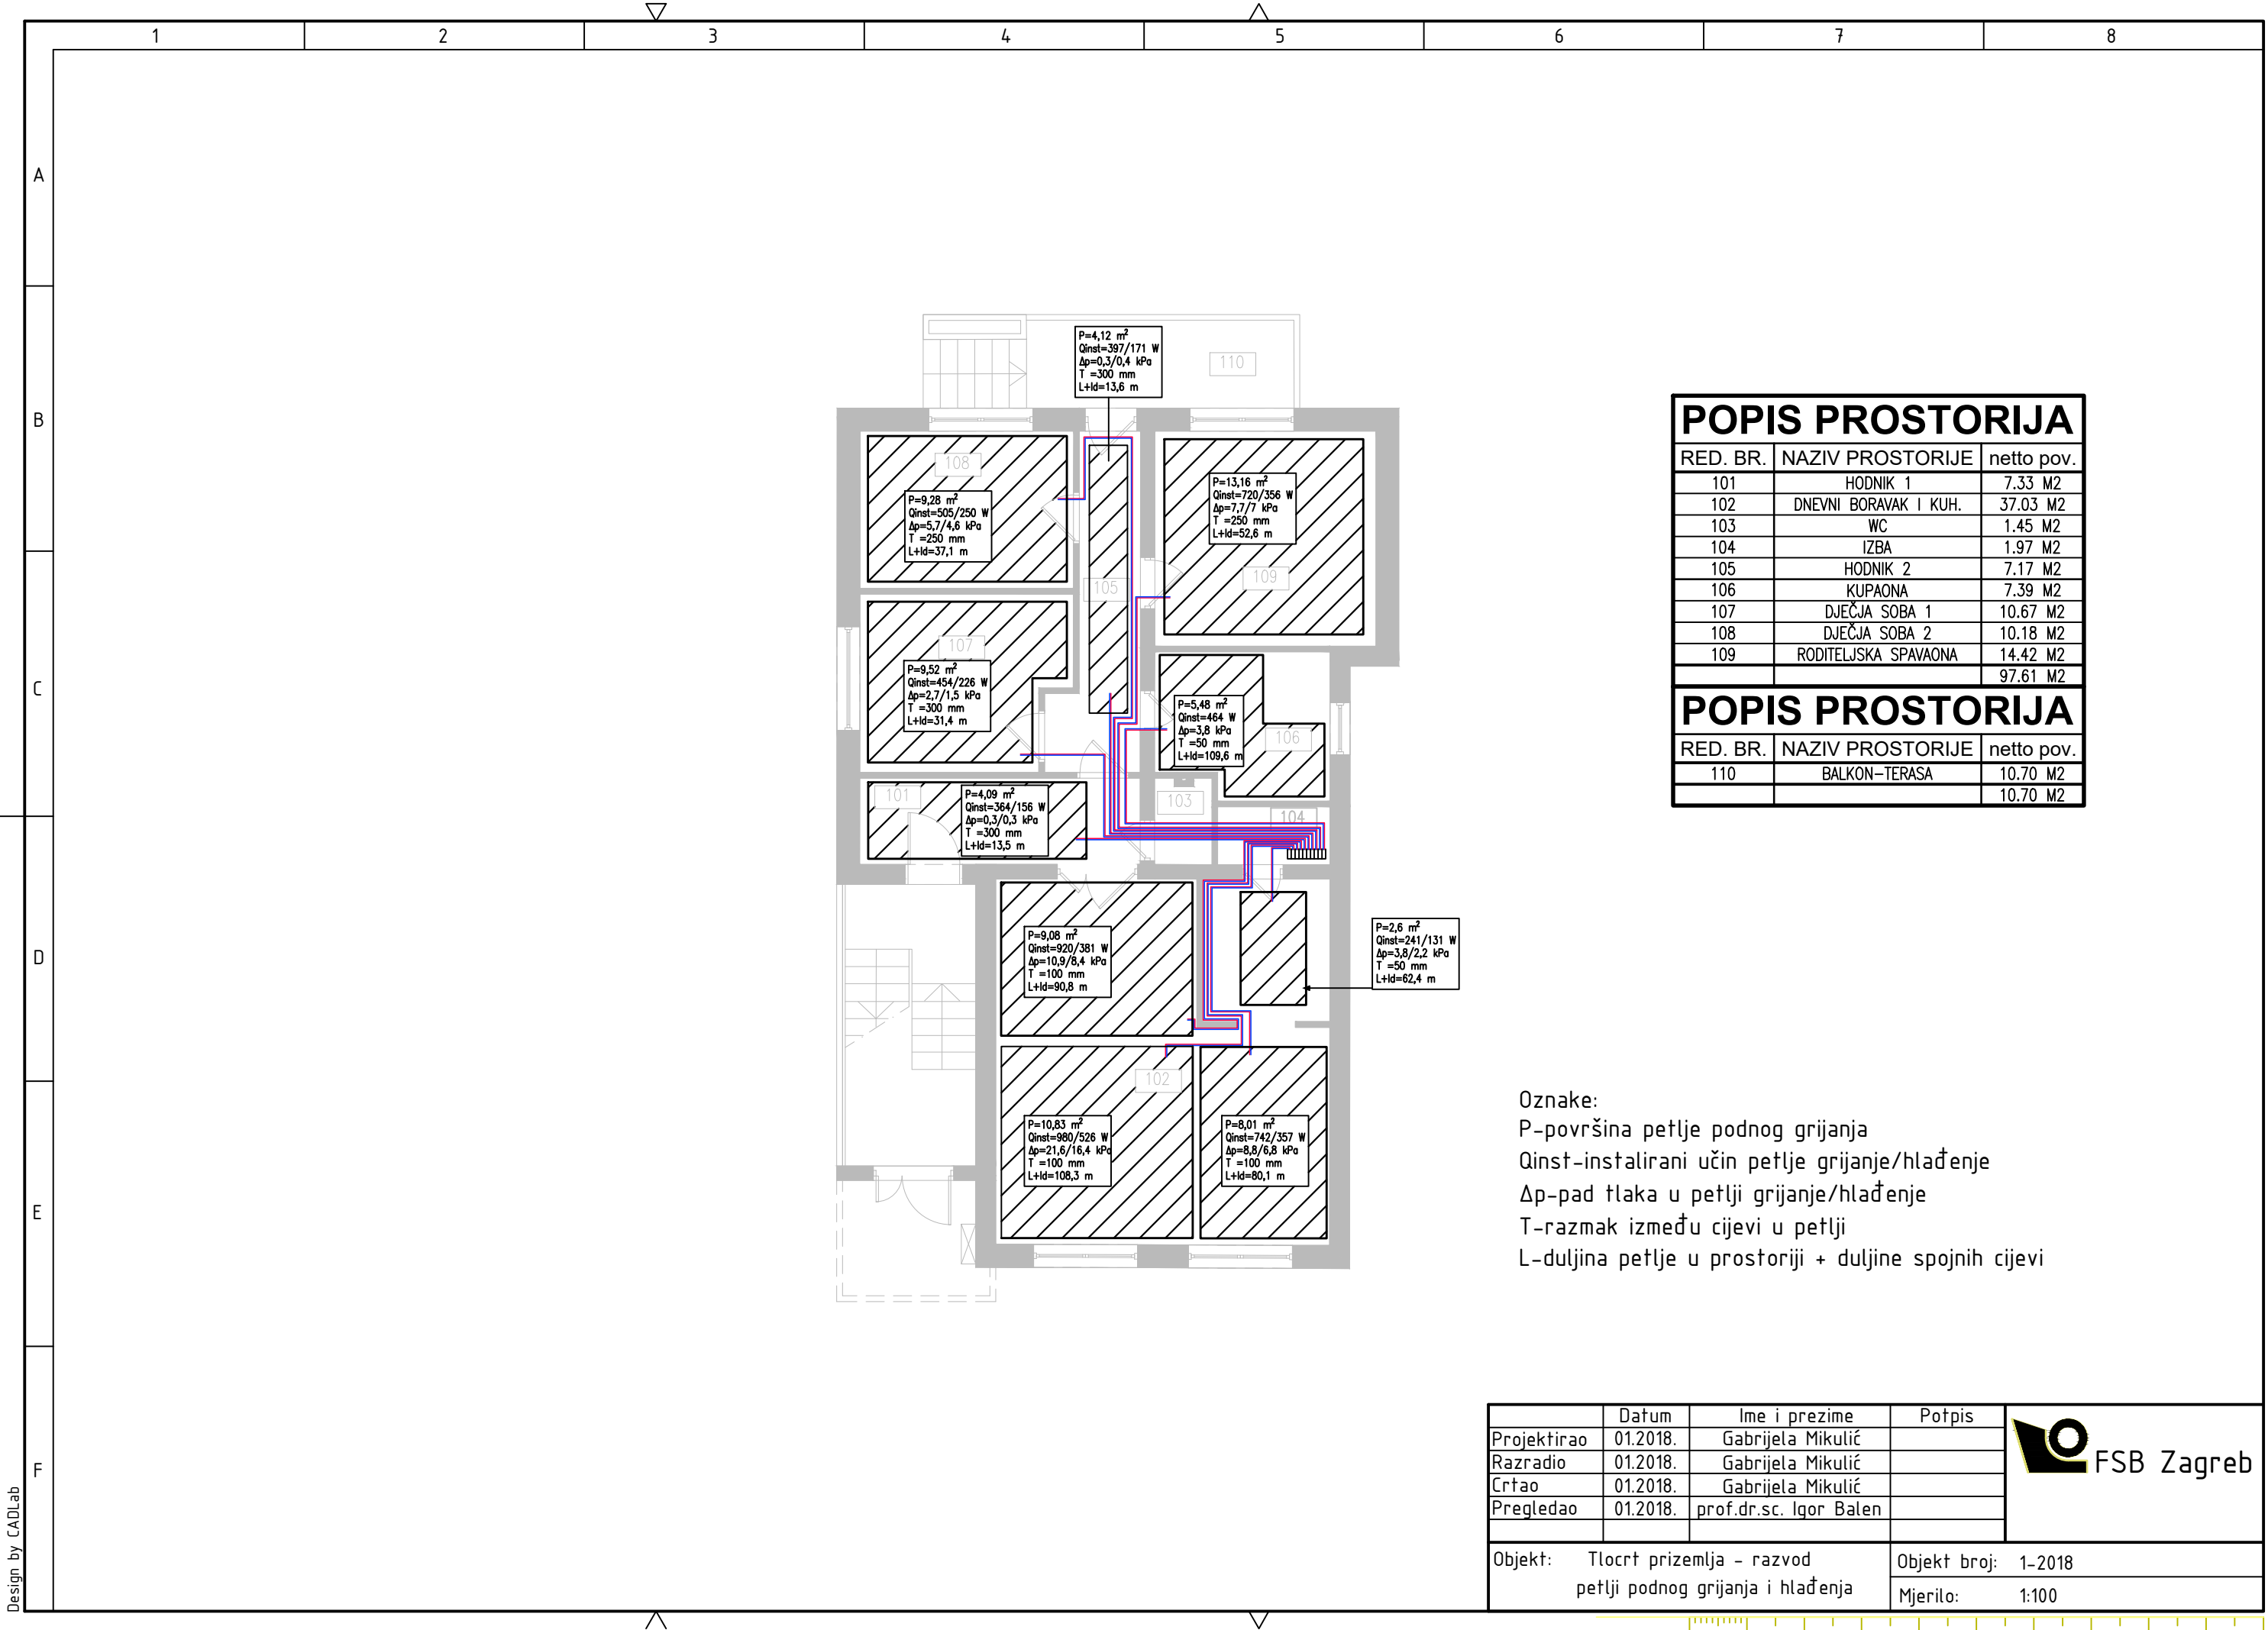 1 2 3 4 5 6 7 8
A
B
C
D
E
F
Design by CADLab
P=4,12 m²
Qinst=397/171 W
Δp=0,3/0,4 kPa
T =300 mm
L+ld=13,6 m
110
108
P=9,28 m²
Qinst=505/250 W
Δp=5,7/4,6 kPa
T =250 mm
L+ld=37,1 m
P=13,16 m²
Qinst=720/356 W
Δp=7,7/7 kPa
T =250 mm
L+ld=52,6 m
109
105
107
P=9,52 m²
Qinst=454/226 W
Δp=2,7/1,5 kPa
T =300 mm
L+ld=31,4 m
P=5,48 m²
Qinst=464 W
Δp=3,8 kPa
T =50 mm
L+ld=109,6 m
106
101
P=4,09 m²
Qinst=364/156 W
Δp=0,3/0,3 kPa
T =300 mm
L+ld=13,5 m
103
104
P=9,08 m²
Qinst=920/381 W
Δp=10,9/8,4 kPa
T =100 mm
L+ld=90,8 m
P=2,6 m²
Qinst=241/131 W
Δp=3,8/2,2 kPa
T =50 mm
L+ld=62,4 m
102
P=10,83 m²
Qinst=980/526 W
Δp=21,6/16,4 kPa
T =100 mm
L+ld=108,3 m
P=8,01 m²
Qinst=742/357 W
Δp=8,8/6,8 kPa
T =100 mm
L+ld=80,1 m
POPIS PROSTORIJA
RED. BR. NAZIV PROSTORIJE netto pov.
101 HODNIK 1 7.33 M2
102 DNEVNI BORAVAK I KUH. 37.03 M2
103 WC 1.45 M2
104 IZBA 1.97 M2
105 HODNIK 2 7.17 M2
106 KUPAONA 7.39 M2
107 DJEČJA SOBA 1 10.67 M2
108 DJEČJA SOBA 2 10.18 M2
109 RODITELJSKA SPAVAONA 14.42 M2
97.61 M2
POPIS PROSTORIJA
RED. BR. NAZIV PROSTORIJE netto pov.
110 BALKON-TERASA 10.70 M2
10.70 M2
Oznake:
P-površina petlje podnog grijanja
Qinst-instalirani učin petlje grijanje/hlađenje
Δp-pad tlaka u petlji grijanje/hlađenje
T-razmak između cijevi u petlji
L-duljina petlje u prostoriji + duljine spojnih cijevi
Datum Ime i prezime Potpis
Projektirao 01.2018. Gabrijela Mikulić
Razradio 01.2018. Gabrijela Mikulić
Crtao 01.2018. Gabrijela Mikulić
Pregledao 01.2018. prof.dr.sc. Igor Balen
FSB Zagreb
Objekt: Tlocrt prizemlja - razvod
petlji podnog grijanja i hlađenja
Objekt broj: 1-2018
Mjerilo: 1:100